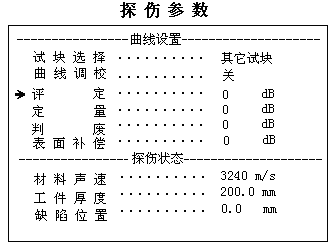 探伤参数
曲线设置
试块选择 ·········· 其它试块
曲线调校 ·········· 关
评定 ·········· 0 dB
定量 ·········· 0 dB
判废 ·········· 0 dB
表面补偿 ·········· 0 dB
探伤状态
材料声速 ·········· 3240 m/s
工件厚度 ·········· 200.0 mm
缺陷位置 ·········· 0.0 mm